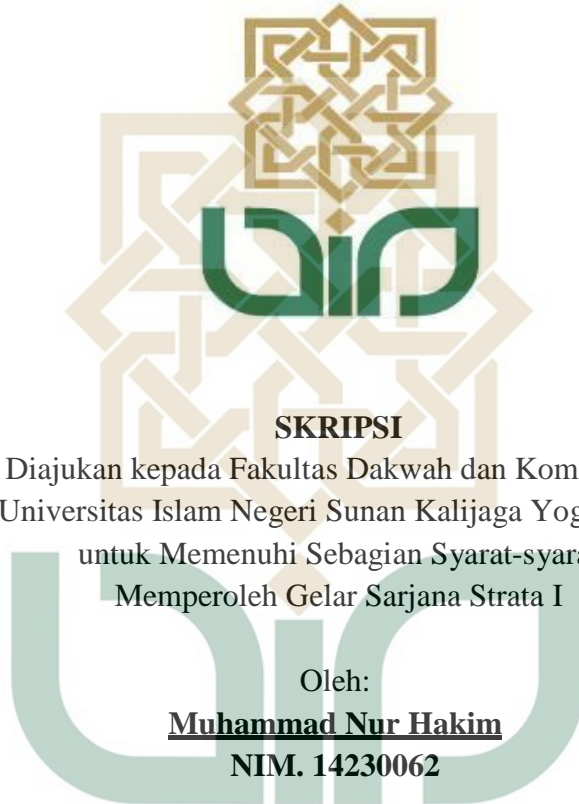 SKRIPSI
Diajukan kepada Fakultas Dakwah dan Kom
Universitas Islam Negeri Sunan Kalijaga Yog
untuk Memenuhi Sebagian Syarat-syara
Memperoleh Gelar Sarjana Strata I
Oleh:
Muhammad Nur Hakim
NIM. 14230062